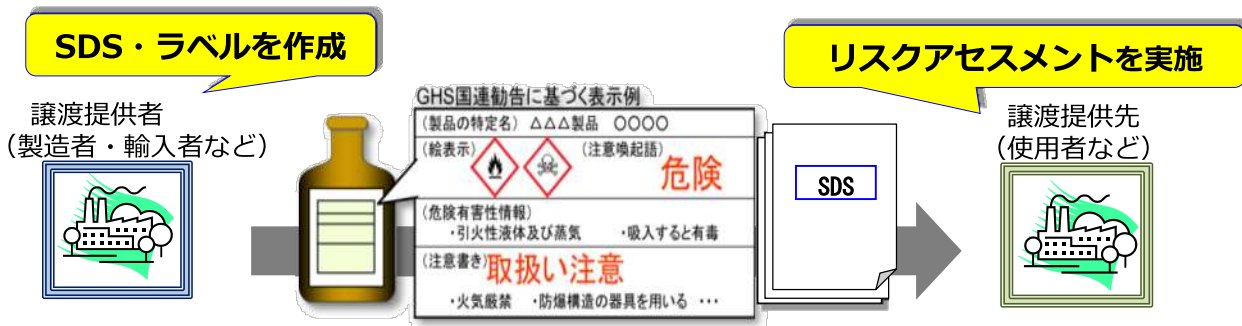 SDS・ラベルを作成
リスクアセスメントを実施
譲渡提供者
（製造者・輸入者など）
GHS国連勧告に基づく表示例
（製品の特定名） △△△製品 ○○○○
（絵表示）
（注意喚起語）
危険
（危険有害性情報）
・引火性液体及び蒸気 ・吸入すると有毒
（注意書き）取扱い注意
・火気厳禁 ・防爆構造の器具を用いる …
SDS
譲渡提供先
（使用者など）